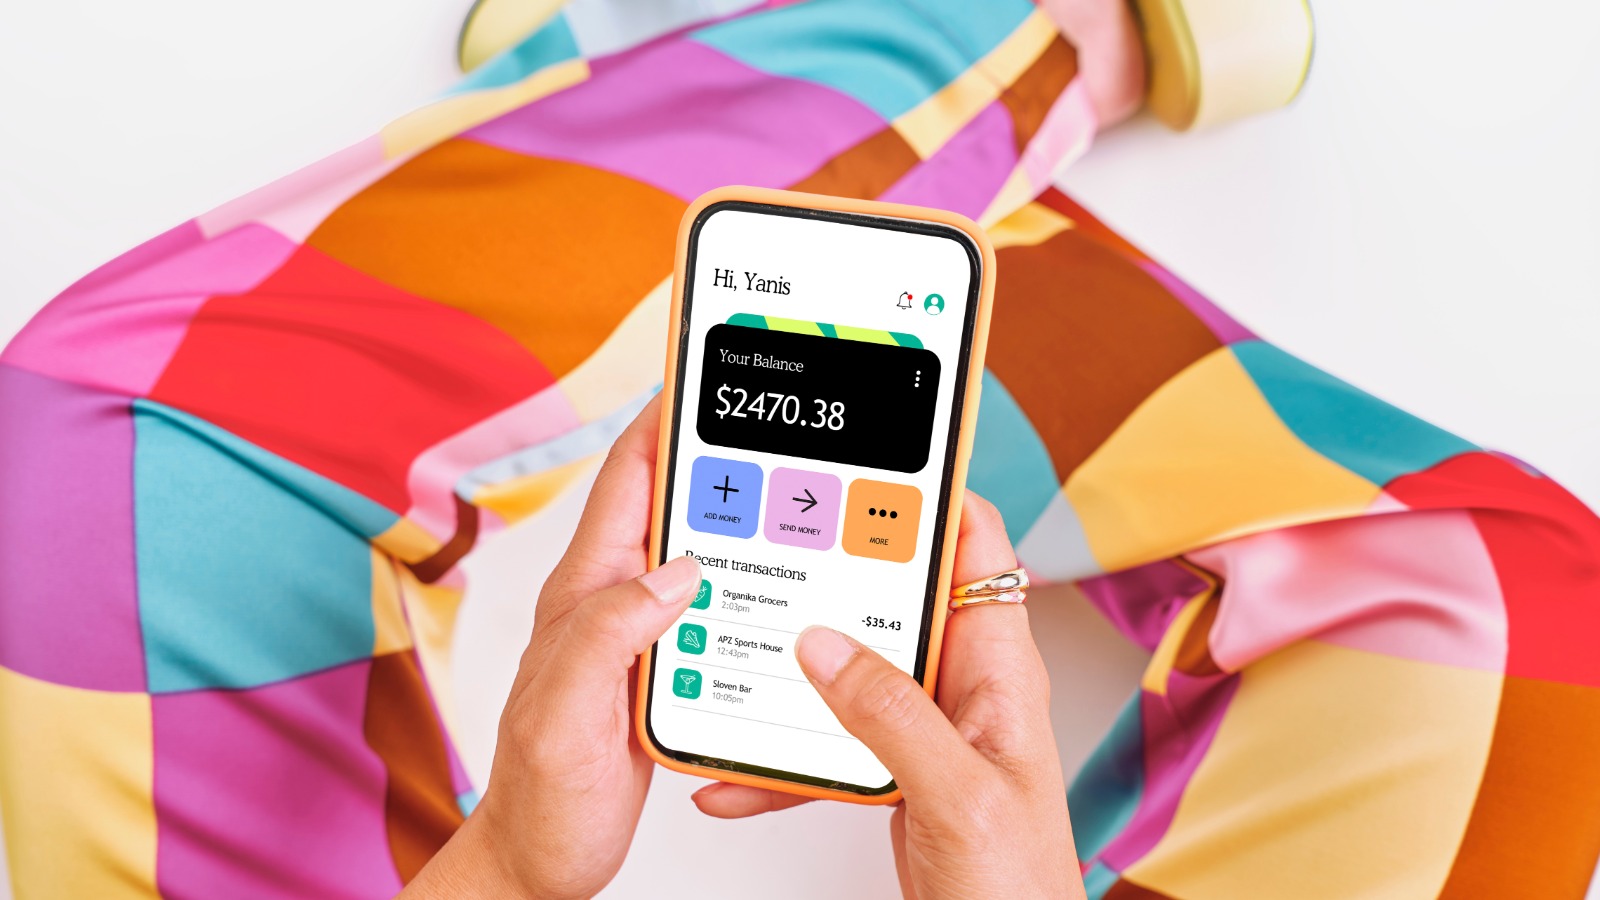 Hi, Yanis
Your Balance
$2470.38
ADD MONEY
SEND MONEY
MORE
Recent transactions
Organika Grocers
2:03pm
-$35.43
APZ Sports House
12:43pm
Sloven Bar
10:05pm